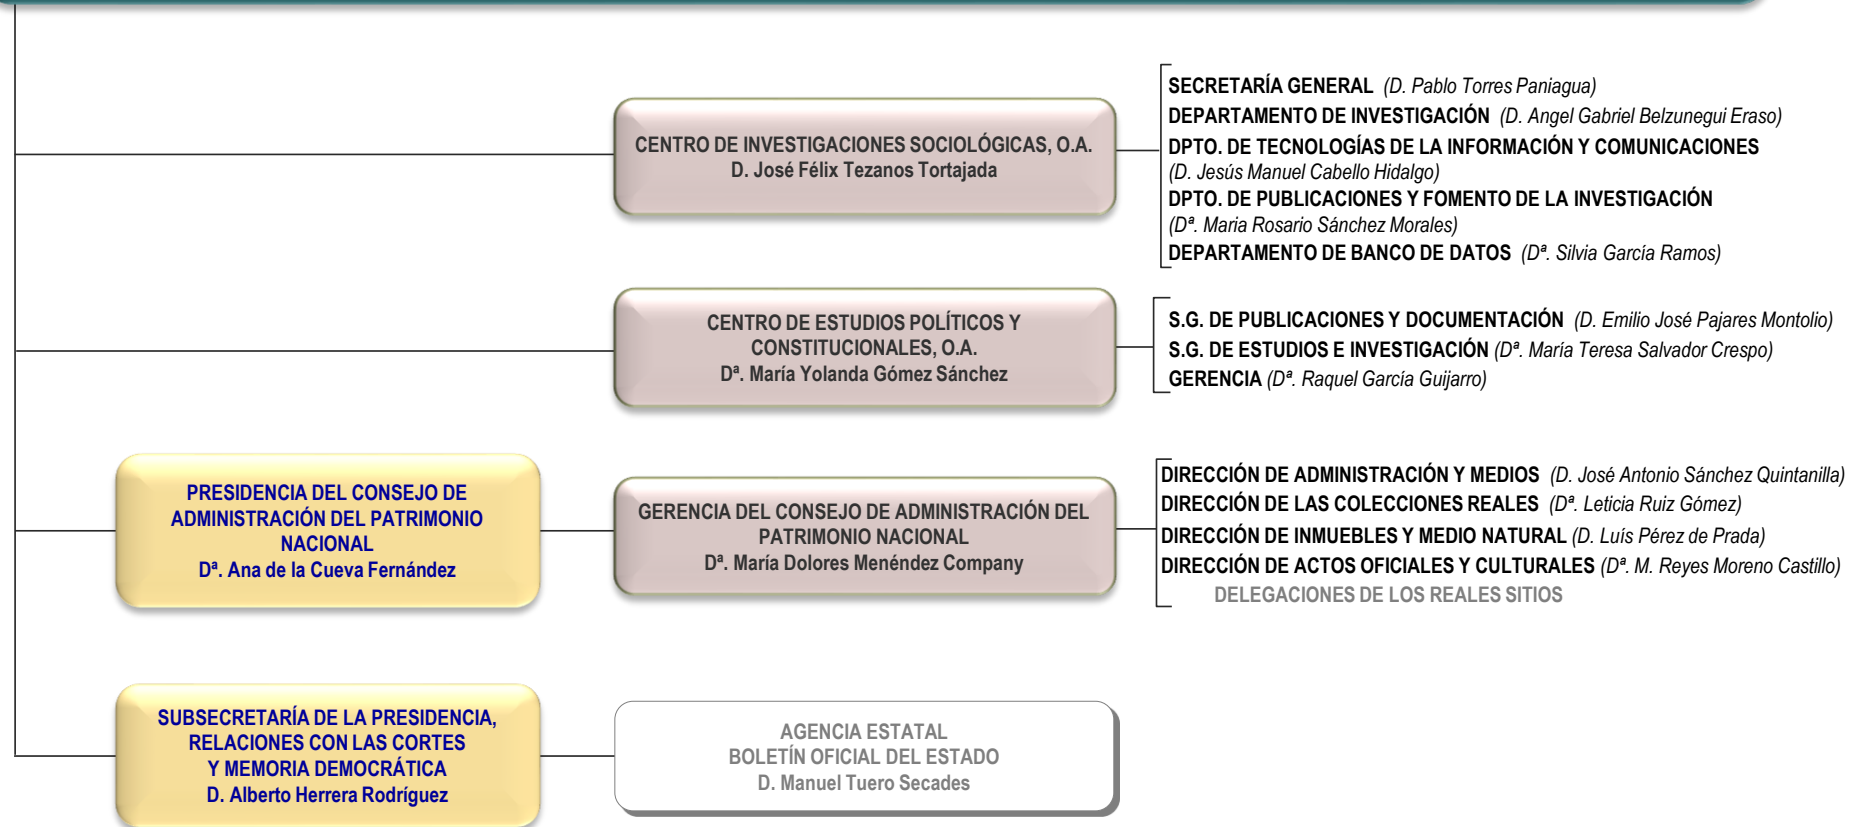 CENTRO DE INVESTIGACIONES SOCIOLÓGICAS, O.A.
D. José Félix Tezanos Tortajada
SECRETARÍA GENERAL (D. Pablo Torres Paniagua)
DEPARTAMENTO DE INVESTIGACIÓN (D. Angel Gabriel Belzunegui Eraso)
DPTO. DE TECNOLOGÍAS DE LA INFORMACIÓN Y COMUNICACIONES
(D. Jesús Manuel Cabello Hidalgo)
DPTO. DE PUBLICACIONES Y FOMENTO DE LA INVESTIGACIÓN
(Dª. Maria Rosario Sánchez Morales)
DEPARTAMENTO DE BANCO DE DATOS (Dª. Silvia García Ramos)
CENTRO DE ESTUDIOS POLÍTICOS Y
CONSTITUCIONALES, O.A.
Dª. María Yolanda Gómez Sánchez
S.G. DE PUBLICACIONES Y DOCUMENTACIÓN (D. Emilio José Pajares Montolio)
S.G. DE ESTUDIOS E INVESTIGACIÓN (Dª. María Teresa Salvador Crespo)
GERENCIA (Dª. Raquel García Guijarro)
PRESIDENCIA DEL CONSEJO DE
ADMINISTRACIÓN DEL PATRIMONIO
NACIONAL
Dª. Ana de la Cueva Fernández
GERENCIA DEL CONSEJO DE ADMINISTRACIÓN DEL
PATRIMONIO NACIONAL
Dª. María Dolores Menéndez Company
DIRECCIÓN DE ADMINISTRACIÓN Y MEDIOS (D. José Antonio Sánchez Quintanilla)
DIRECCIÓN DE LAS COLECCIONES REALES (Dª. Leticia Ruiz Gómez)
DIRECCIÓN DE INMUEBLES Y MEDIO NATURAL (D. Luís Pérez de Prada)
DIRECCIÓN DE ACTOS OFICIALES Y CULTURALES (Dª. M. Reyes Moreno Castillo)
DELEGACIONES DE LOS REALES SITIOS
SUBSECRETARÍA DE LA PRESIDENCIA,
RELACIONES CON LAS CORTES
Y MEMORIA DEMOCRÁTICA
D. Alberto Herrera Rodríguez
AGENCIA ESTATAL
BOLETÍN OFICIAL DEL ESTADO
D. Manuel Tuero Secades